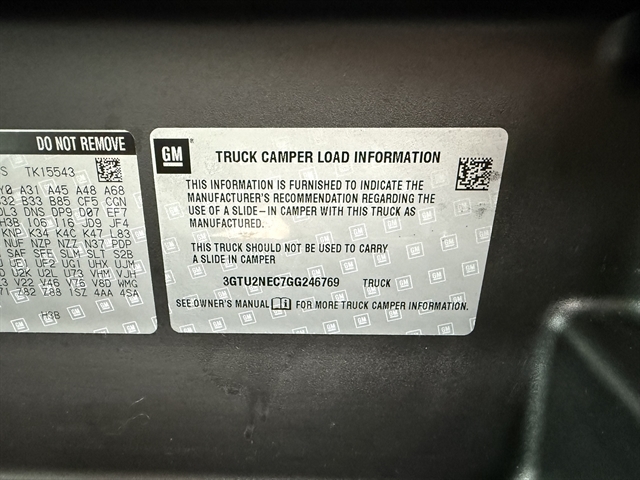 DO NOT REMOVE
TK15543
A31 A45 A48 A68
32 B33 B85 CF5 CGN
DL3 DNS DP9 D07 EF7
H3B IO6 J16 JD9 JF4
KNP K34 K4C K47 L83
NUF NZP NZZ N37 PDP
SAF SFE SLM SLT S2B
UE1 UF2 UG1 UHX UJM
U2K U2L U73 VHM VJH
V22 V46 V76 V8D WMG
Z82 Z88 1SZ 4AA 4SA
H3B
GM
TRUCK CAMPER LOAD INFORMATION
THIS INFORMATION IS FURNISHED TO INDICATE THE
MANUFACTURER'S RECOMMENDATION REGARDING THE
USE OF A SLIDE-IN CAMPER WITH THIS TRUCK AS
MANUFACTURED.
THIS TRUCK SHOULD NOT BE USED TO CARRY
A SLIDE IN CAMPER
3GTU2NEC7GG246769 TRUCK
SEE OWNER'S MANUAL FOR MORE TRUCK CAMPER INFORMATION.